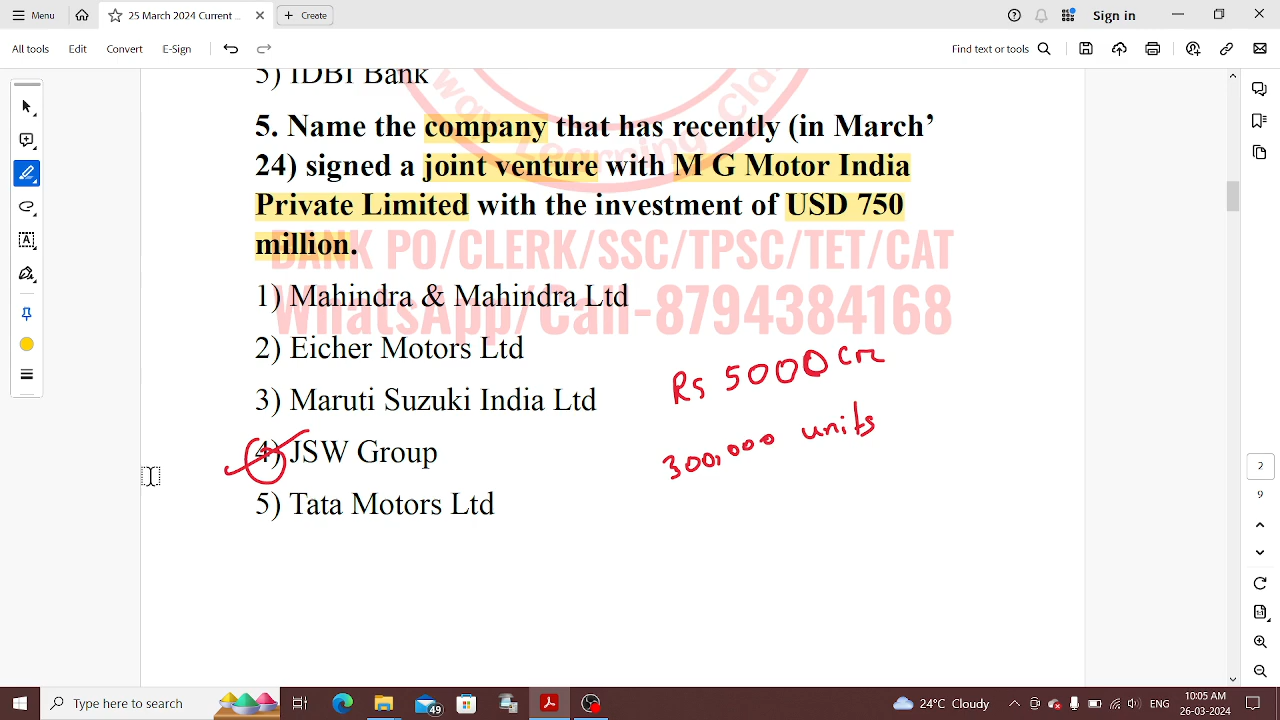 Menu
25 March 2024 Current ...
Create
Sign in
All tools Edit Convert E-Sign
Find text or tools
5) IDBI Bank
5. Name the company that has recently (in March’
24) signed a joint venture with M G Motor India
Private Limited with the investment of USD 750
million.
BANK PO/CLERK/SSC/TPSC/TET/CAT
1) Mahindra & Mahindra Ltd
WhatsApp/Call-8794384168
2) Eicher Motors Ltd
Rs 5000 Cr
3) Maruti Suzuki India Ltd
300,000 units
4) JSW Group
5) Tata Motors Ltd
2
9
Type here to search
49
24°C Cloudy
ENG
10:05 AM
26-03-2024